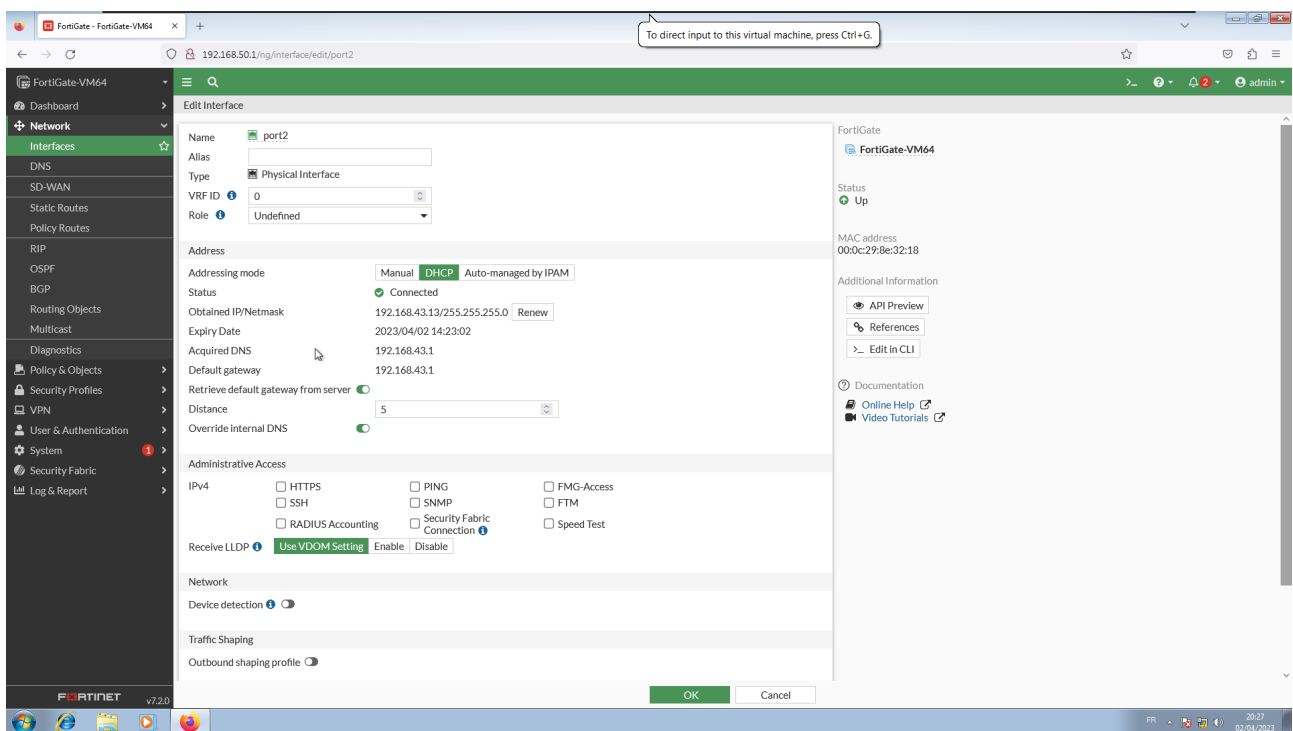 FortiGate - FortiGate-VM64
To direct input to this virtual machine, press Ctrl+G.
192.168.50.1/ng/interface/edit/port2
FortiGate-VM64
2
admin
Dashboard
Edit Interface
Network
Interfaces
DNS
SD-WAN
Static Routes
Policy Routes
RIP
OSPF
BGP
Routing Objects
Multicast
Diagnostics
Policy & Objects
Security Profiles
VPN
User & Authentication
System 1
Security Fabric
Log & Report
FORTINET v7.2.0
Name port2
Alias
Type Physical Interface
VRF ID 0
Role Undefined
Address
Addressing mode Manual DHCP Auto-managed by IPAM
Status Connected
Obtained IP/Netmask 192.168.43.13/255.255.255.0 Renew
Expiry Date 2023/04/02 14:23:02
Acquired DNS 192.168.43.1
Default gateway 192.168.43.1
Retrieve default gateway from server
Distance 5
Override internal DNS
Administrative Access
IPv4 HTTPS PING FMG-Access
SSH SNMP FTM
RADIUS Accounting Security Fabric Connection Speed Test
Receive LLDP Use VDOM Setting Enable Disable
Network
Device detection
Traffic Shaping
Outbound shaping profile
OK Cancel
FortiGate
FortiGate-VM64
Status
Up
MAC address
00:0c:29:8e:32:18
Additional Information
API Preview
References
>_ Edit in CLI
Documentation
Online Help
Video Tutorials
FR
20:27
02/04/2023